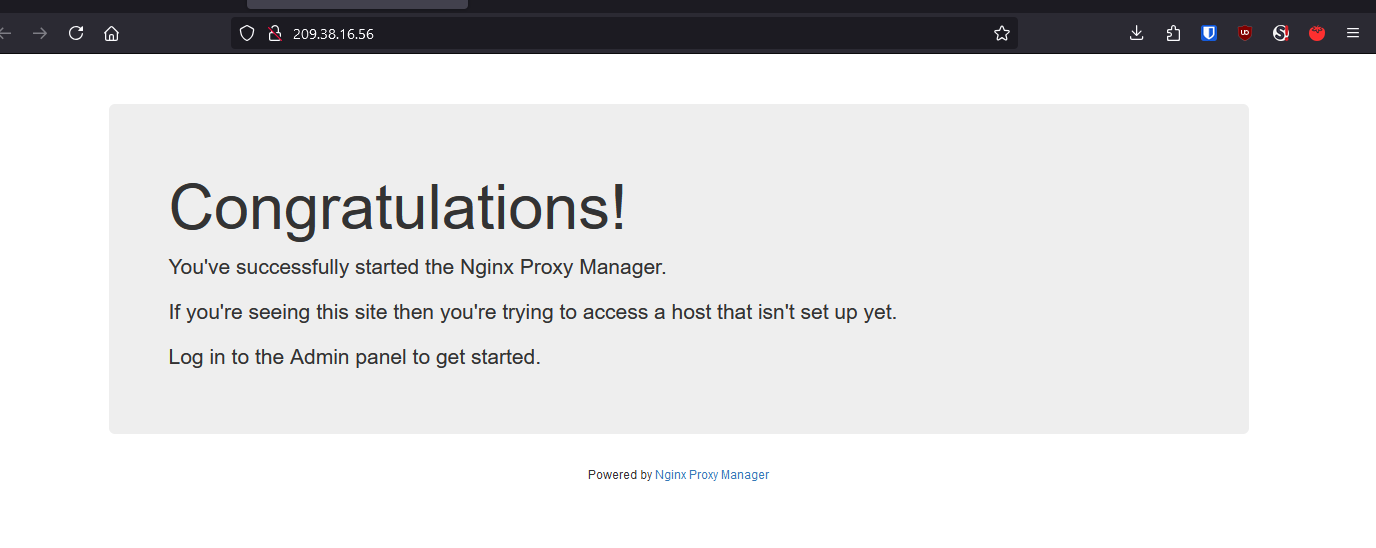 209.38.16.56
Congratulations!
You've successfully started the Nginx Proxy Manager.
If you're seeing this site then you're trying to access a host that isn't set up yet.
Log in to the Admin panel to get started.
Powered by Nginx Proxy Manager